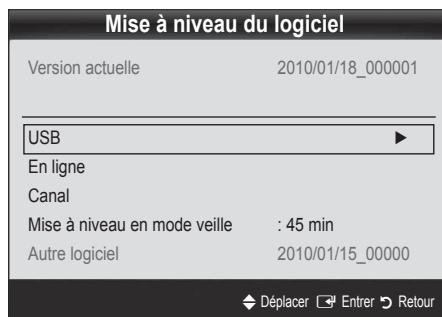 Mise à niveau du logiciel
Version actuelle 2010/01/18_000001
USB ►
En ligne
Canal
Mise à niveau en mode veille : 45 min
Autre logiciel 2010/01/15_00000
Déplacer Entrer Retour